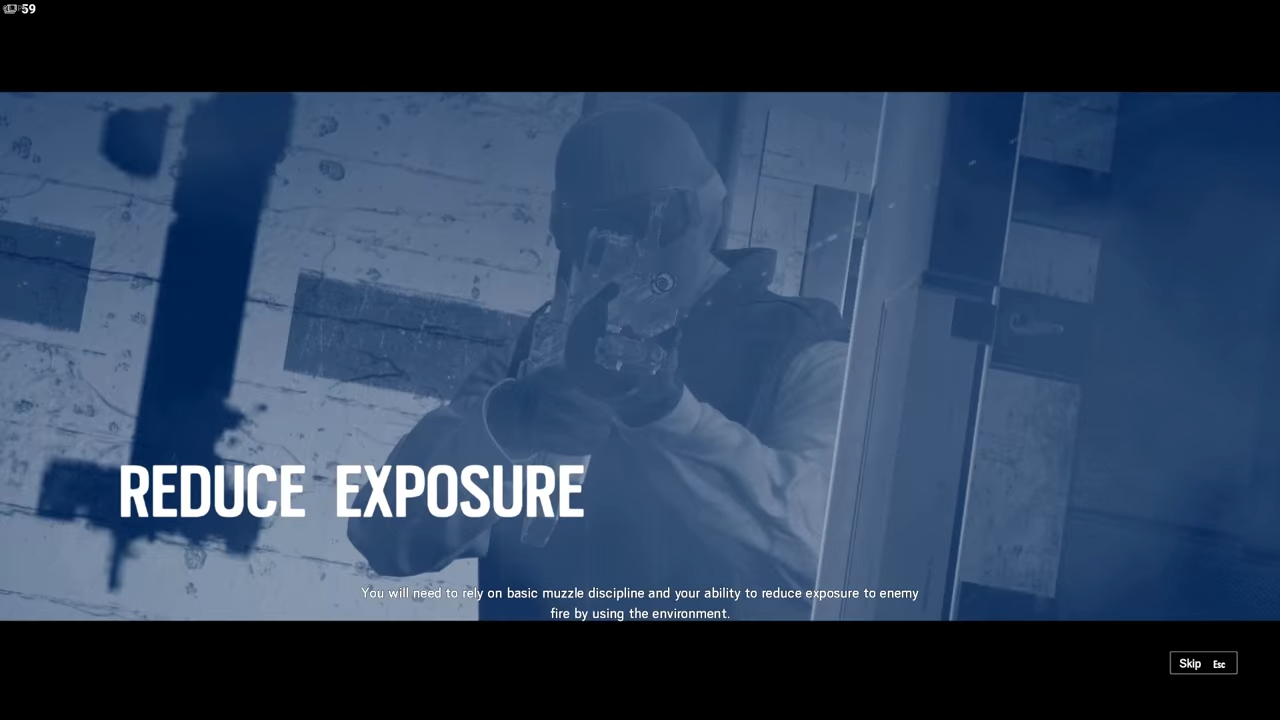 59
REDUCE EXPOSURE
You will need to rely on basic muzzle discipline and your ability to reduce exposure to enemy
fire by using the environment.
Skip Esc